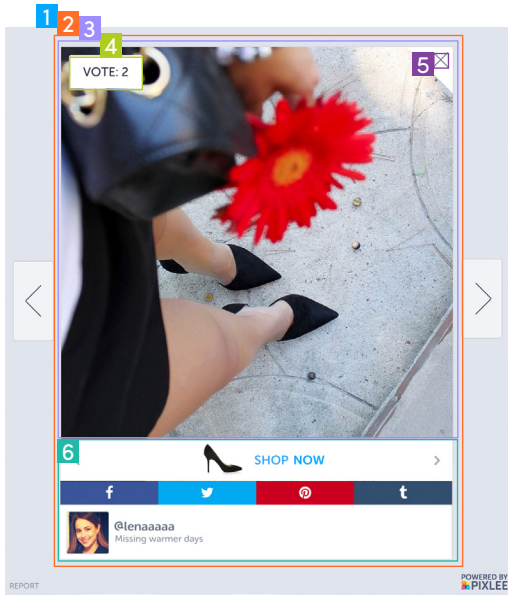 1
2
3
4
VOTE: 2
5
6
SHOP NOW
f
t
@lenaaaaa
Missing warmer days
REPORT
POWERED BY
PIXLEE